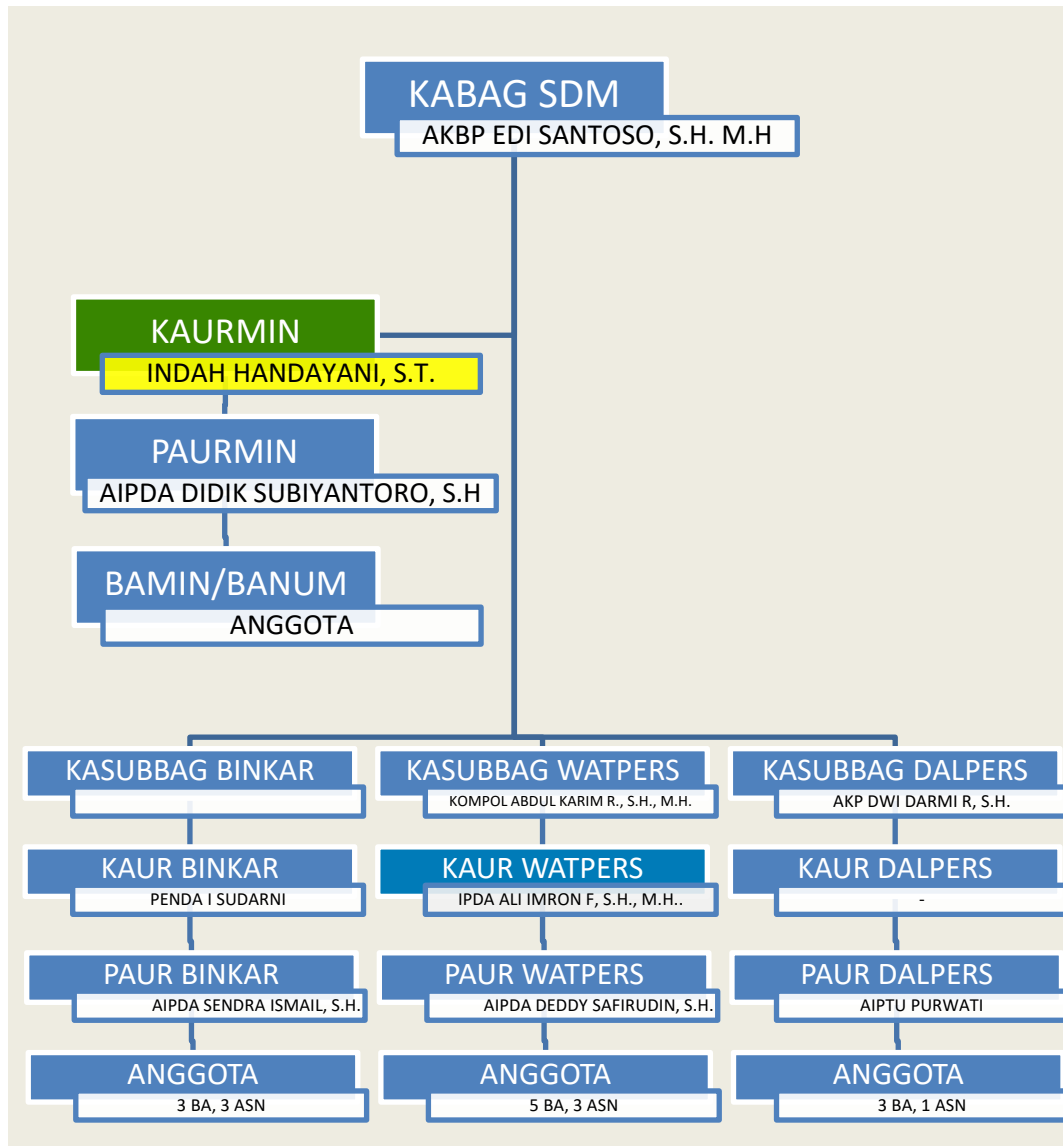 KABAG SDM
AKBP EDI SANTOSO, S.H. M.H
KAURMIN
INDAH HANDAYANI, S.T.
PAURMIN
AIPDA DIDIK SUBIYANTORO, S.H
BAMIN/BANUM
ANGGOTA
KASUBBAG BINKAR
KAUR BINKAR
PENDA I SUDARNI
PAUR BINKAR
AIPDA SENDRA ISMAIL, S.H.
ANGGOTA
3 BA, 3 ASN
KASUBBAG WATPERS
KOMPOL ABDUL KARIM R., S.H., M.H.
KAUR WATPERS
IPDA ALI IMRON F, S.H., M.H..
PAUR WATPERS
AIPDA DEDDY SAFIRUDIN, S.H.
ANGGOTA
5 BA, 3 ASN
KASUBBAG DALPERS
AKP DWI DARMI R, S.H.
KAUR DALPERS
-
PAUR DALPERS
AIPTU PURWATI
ANGGOTA
3 BA, 1 ASN